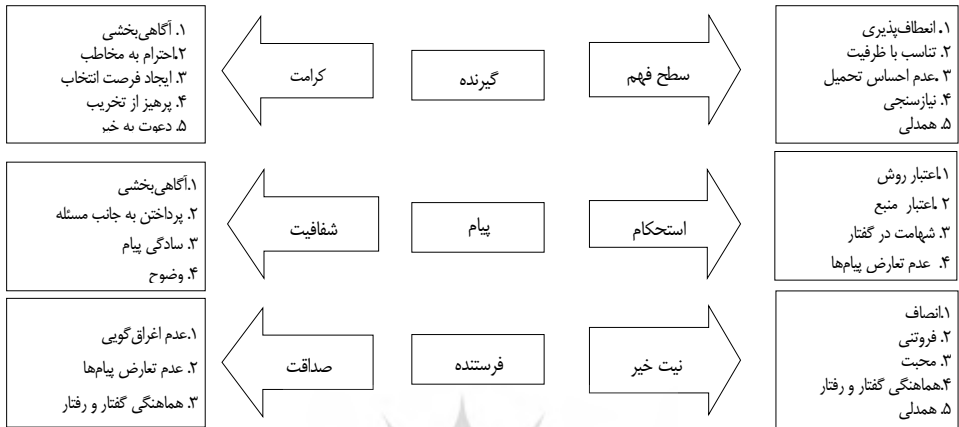 ۱. انعطاف‌پذیری
۲. تناسب با ظرفیت
۳. عدم احساس تحمیل
۴. نیازسنجی
۵. همدلی
سطح فهم
گیرنده
کرامت
۱. آگاهی‌بخشی
۲.احترام به مخاطب
۳. ایجاد فرصت انتخاب
۴. پرهیز از تخریب
۵. دعوت به خیر
۱.اعتبار روش
۲ .اعتبار منبع
۳. شهامت در گفتار
۴. عدم تعارض پیام‌ها
استحکام
پیام
شفافیت
۱.آگاهی‌بخشی
۲. پرداختن به جانب مسئله
۳. سادگی پیام
۴. وضوح
۱.انصاف
۲. فروتنی
۳. محبت
۴.هماهنگی گفتار و رفتار
۵. همدلی
نیت خیر
فرستنده
صداقت
۱.عدم اغراق‌گویی
۲. عدم تعارض پیام‌ها
۳. هماهنگی گفتار و رفتار